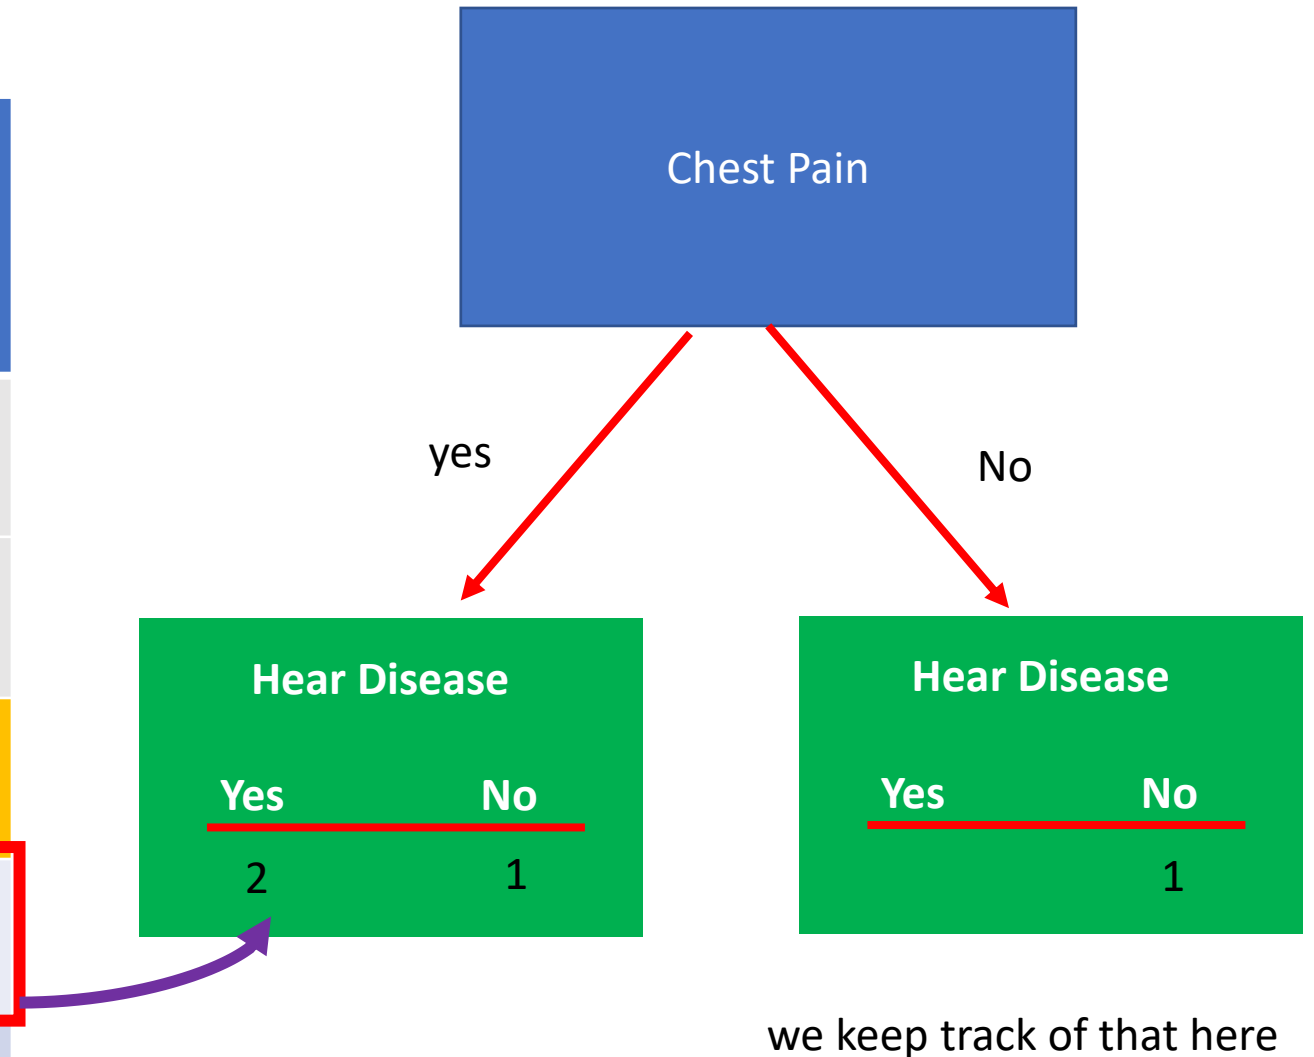 Chest Pain
yes
No
Hear Disease
Yes No
2 1
Hear Disease
Yes No
1
we keep track of that here